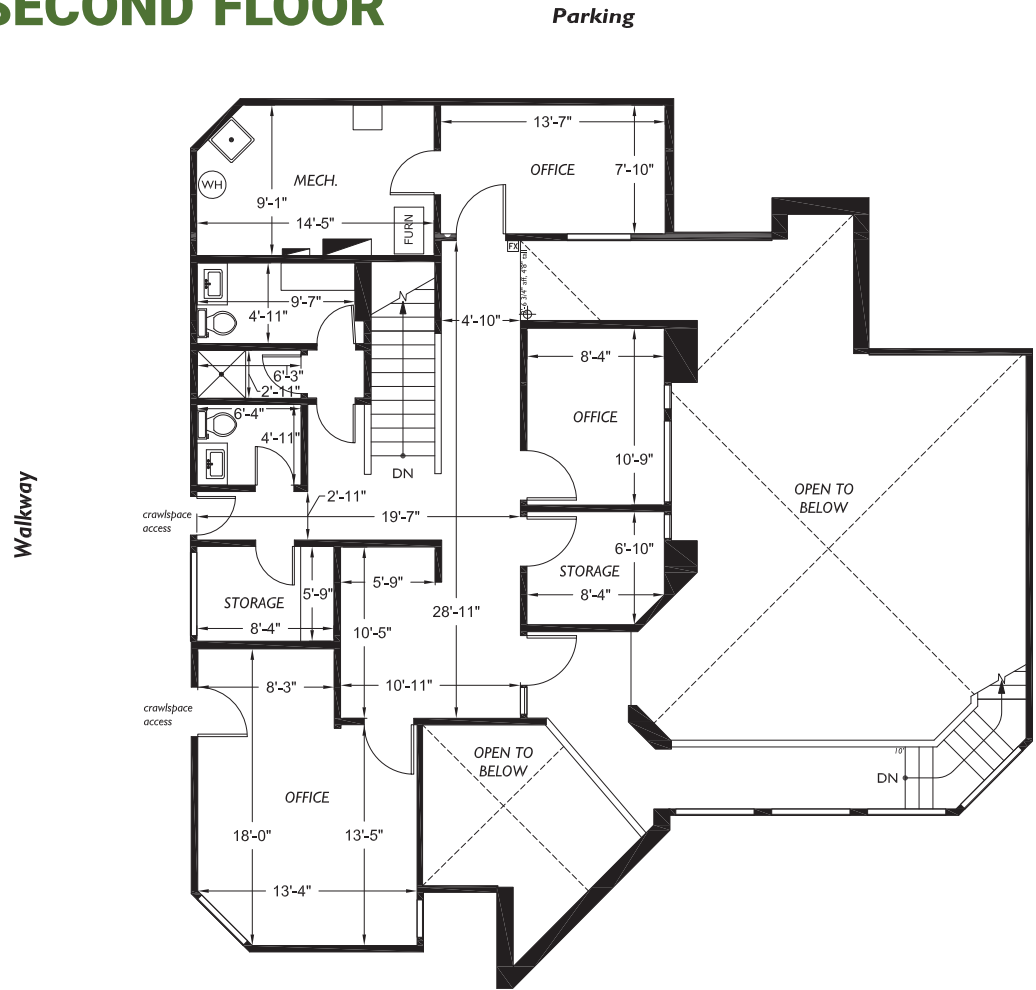 SECOND FLOOR
Parking
13'-7"
OFFICE
7'-10"
MECH.
WH
9'-1"
14'-5"
FURN
FX
9'-7"
4'-11"
4'-10"
8'-4"
6'-3"
2'-11"
6'-4"
4'-11"
OFFICE
10'-9"
DN
Walkway
2'-11"
19'-7"
crawlspace
access
OPEN TO
BELOW
6'-10"
STORAGE
8'-4"
5'-9"
5'-9"
STORAGE
8'-4"
28'-11"
10'-5"
8'-3"
10'-11"
crawlspace
access
OPEN TO
BELOW
10"
DN
OFFICE
18'-0"
13'-5"
13'-4"